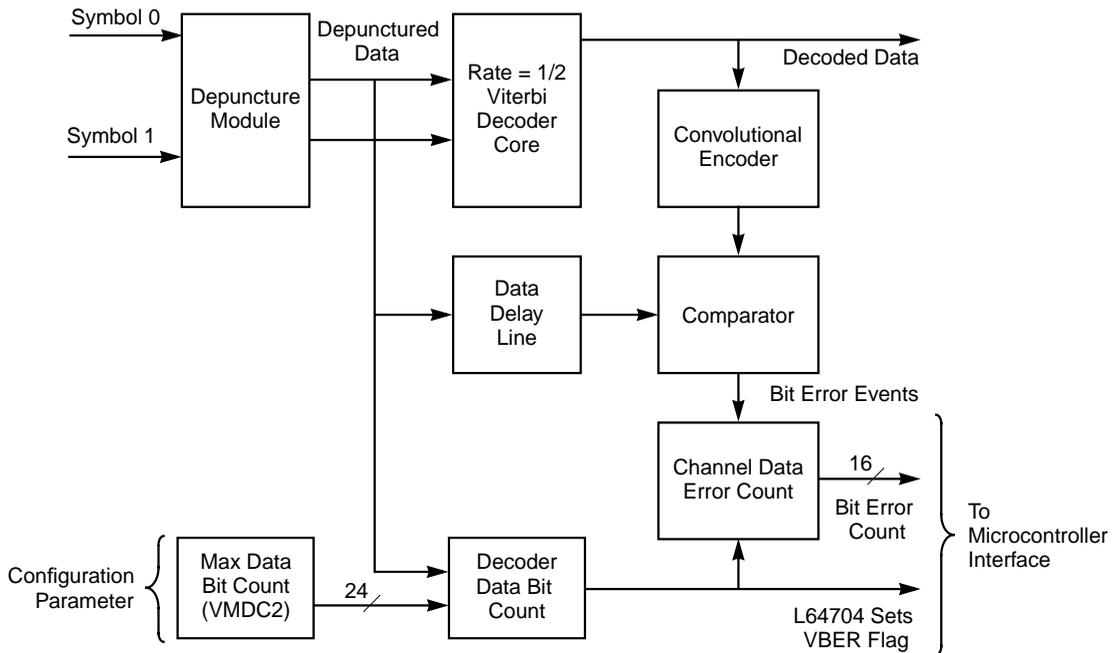 Symbol 0
Symbol 1
Depuncture
Module
Depunctured
Data
Rate = 1/2
Viterbi
Decoder
Core
Decoded Data
Convolutional
Encoder
Data
Delay
Line
Comparator
Bit Error Events
Channel Data
Error Count
16
Bit Error
Count
To
Microcontroller
Interface
Configuration
Parameter
Max Data
Bit Count
(VMDC2)
24
Decoder
Data Bit
Count
L64704 Sets
VBER Flag